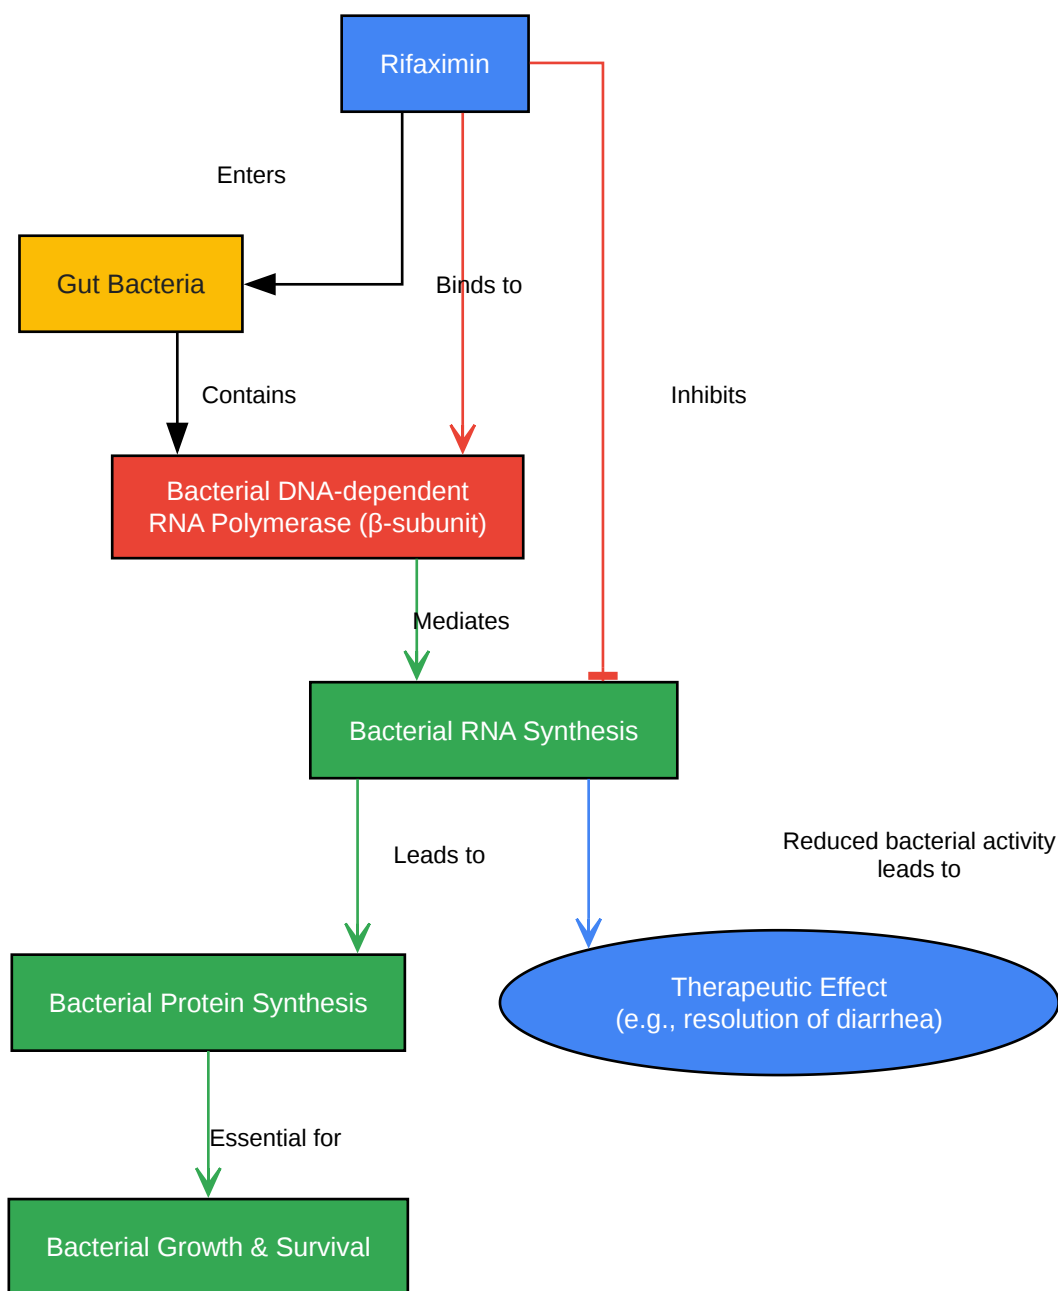 Rifaximin
Enters
Gut Bacteria
Binds to
Contains
Inhibits
Bacterial DNA-dependent
RNA Polymerase (β-subunit)
Mediates
Bacterial RNA Synthesis
Leads to
Reduced bacterial activity
leads to
Bacterial Protein Synthesis
Therapeutic Effect
(e.g., resolution of diarrhea)
Essential for
Bacterial Growth & Survival